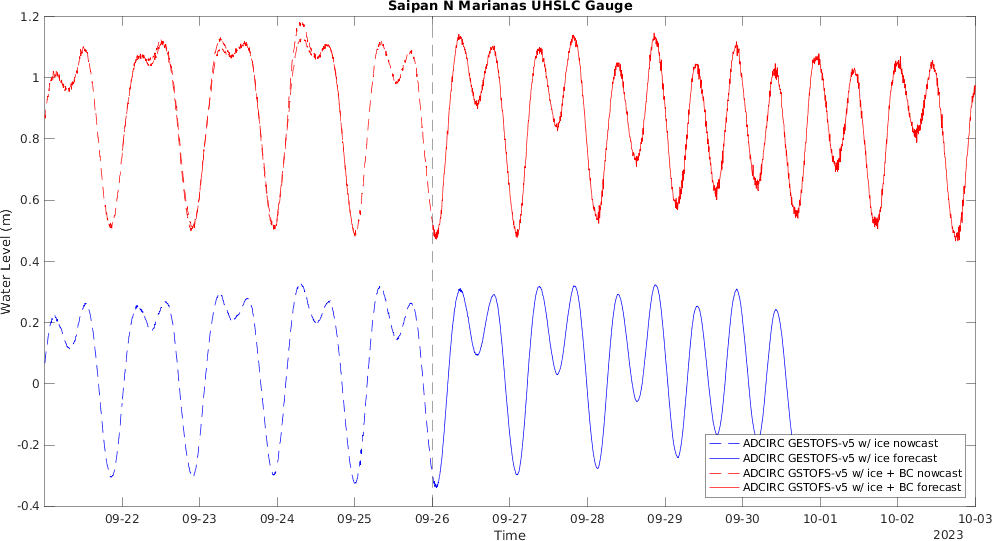 Saipan N Marianas UHSLC Gauge
1.2
1
0.8
0.6
0.4
0.2
0
-0.2
-0.4
Water Level (m)
ADCIRC GESTOFS-v5 w/ ice nowcast
ADCIRC GESTOFS-v5 w/ ice forecast
ADCIRC GSTOFS-v5 w/ ice + BC nowcast
ADCIRC GSTOFS-v5 w/ ice + BC forecast
09-22 09-23 09-24 09-25 09-26 09-27 09-28 09-29 09-30 10-01 10-02 10-03
Time
2023